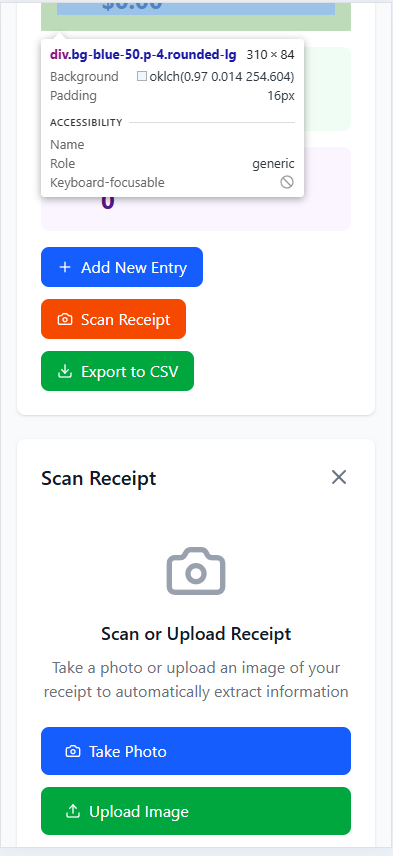 $0.00
div.bg-blue-50.p-4.rounded-lg 310 × 84
Background oklch(0.97 0.014 254.604)
Padding 16px
ACCESSIBILITY
Name
Role generic
Keyboard-focusable
0
Add New Entry
Scan Receipt
Export to CSV
Scan Receipt
Scan or Upload Receipt
Take a photo or upload an image of your
receipt to automatically extract information
Take Photo
Upload Image